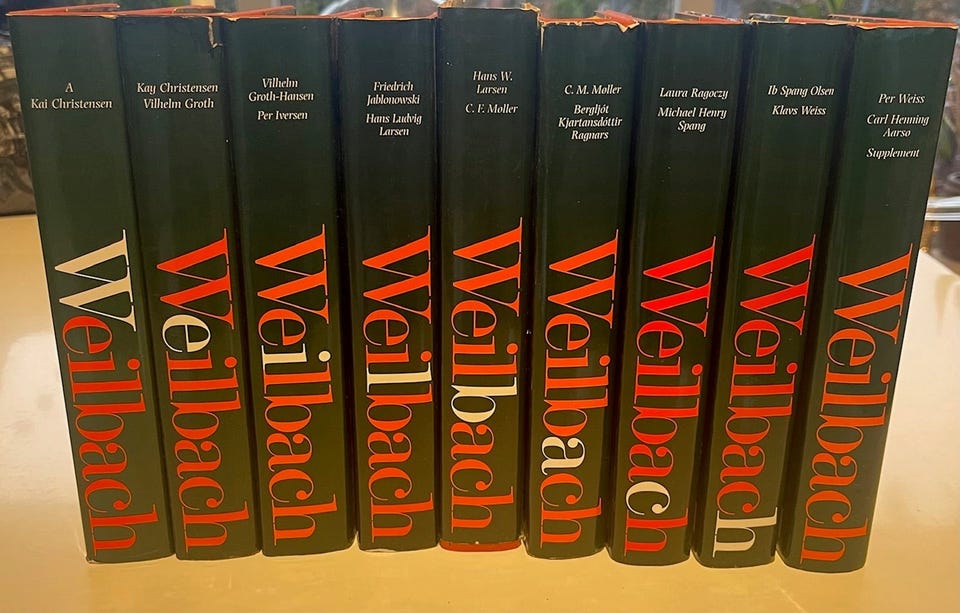 A
Kai Christensen
Weilbach
Kay Christensen
Vilhelm Groth
Weilbach
Vilhelm
Groth-Hansen
Per Iversen
Weilbach
Friedrich
Jablonowski
Hans Ludvig
Larsen
Weilbach
Hans W.
Larsen
C. F. Møller
Weilbach
C. M. Møller
Bergljót
Kjartansdóttir
Ragnars
Weilbach
Laura Ragoczy
Michael Henry
Spang
Weilbach
Ib Spang Olsen
Klavs Weiss
Weilbach
Per Weiss
Carl Henning
Aarsø
Supplement
Weilbach